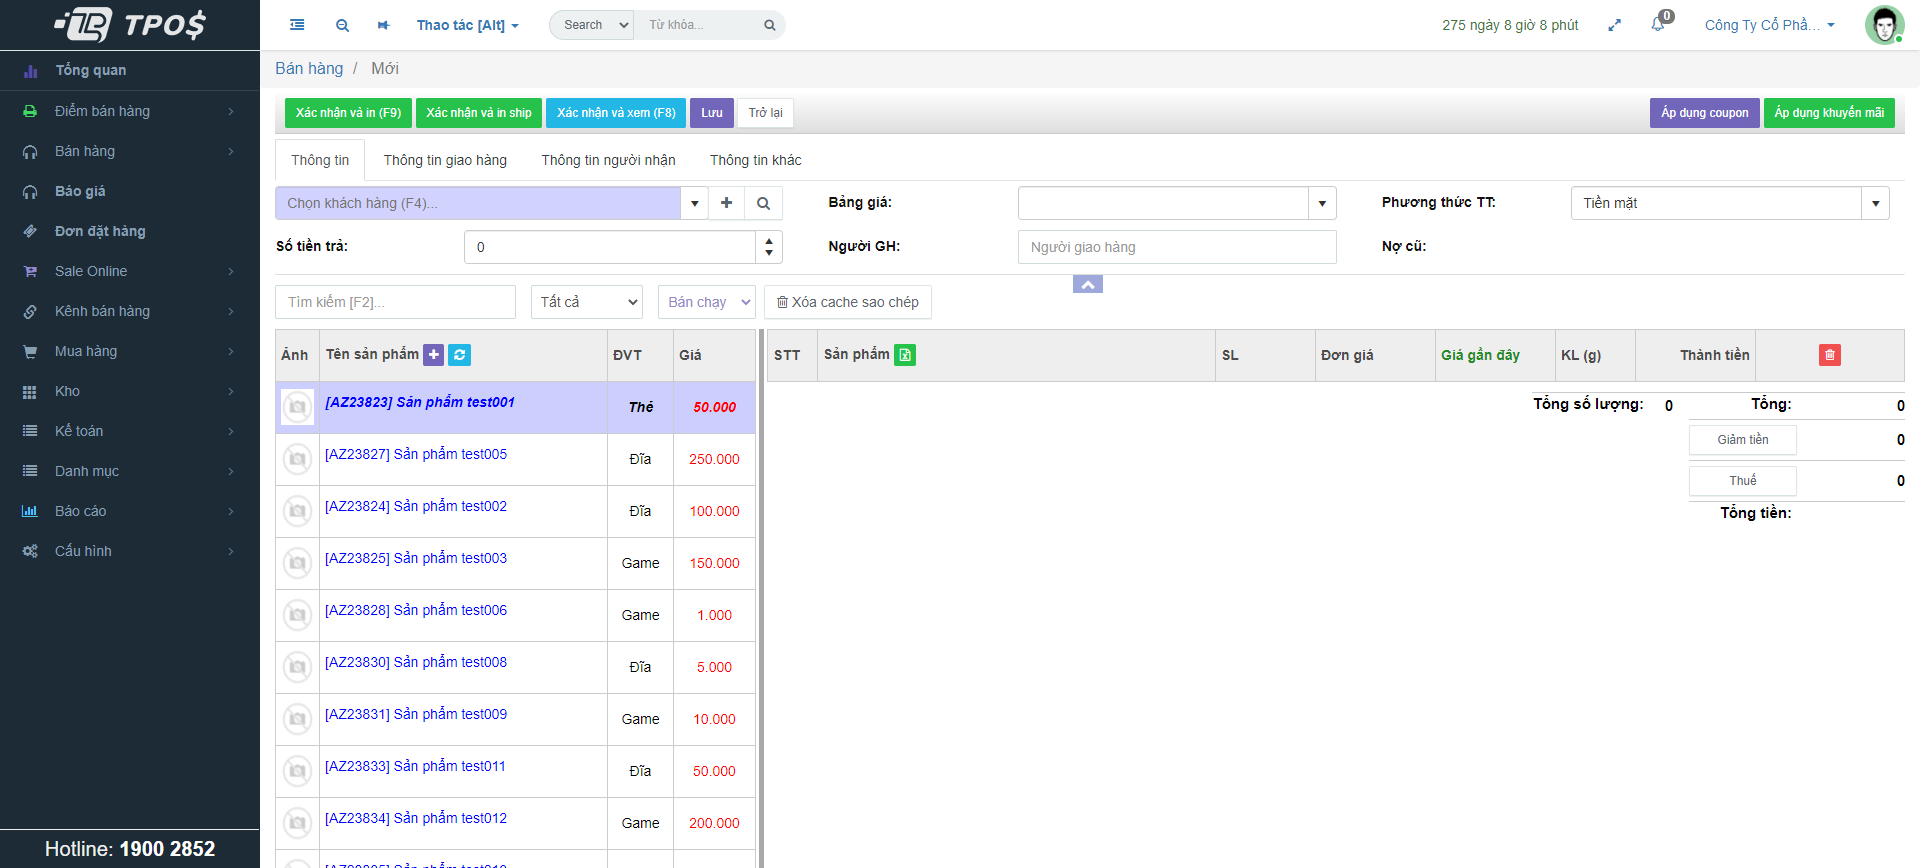 TPO$
Thao tác [Alt]
Search
Từ khóa...
275 ngày 8 giờ 8 phút
0
Công Ty Cổ Phầ...
Tổng quan
Điểm bán hàng
Bán hàng
Báo giá
Đơn đặt hàng
Sale Online
Kênh bán hàng
Mua hàng
Kho
Kế toán
Danh mục
Báo cáo
Cấu hình
Hotline: 1900 2852
Bán hàng / Mới
Xác nhận và in (F9)
Xác nhận và in ship
Xác nhận và xem (F8)
Lưu
Trở lại
Áp dụng coupon
Áp dụng khuyến mãi
Thông tin
Thông tin giao hàng
Thông tin người nhận
Thông tin khác
Chọn khách hàng (F4)...
Bảng giá:
Phương thức TT:
Tiền mặt
Số tiền trả:
0
Người GH:
Người giao hàng
Nợ cũ:
Tìm kiếm [F2]...
Tất cả
Bán chạy
Xóa cache sao chép
Ảnh
Tên sản phẩm
ĐVT
Giá
[AZ23823] Sản phẩm test001 Thẻ 50.000
[AZ23827] Sản phẩm test005 Đĩa 250.000
[AZ23824] Sản phẩm test002 Đĩa 100.000
[AZ23825] Sản phẩm test003 Game 150.000
[AZ23828] Sản phẩm test006 Game 1.000
[AZ23830] Sản phẩm test008 Đĩa 5.000
[AZ23831] Sản phẩm test009 Game 10.000
[AZ23833] Sản phẩm test011 Đĩa 50.000
[AZ23834] Sản phẩm test012 Game 200.000
STT
Sản phẩm
SL
Đơn giá
Giá gần đây
KL (g)
Thành tiền
Tổng số lượng: 0
Tổng: 0
Giảm tiền 0
Thuế 0
Tổng tiền: